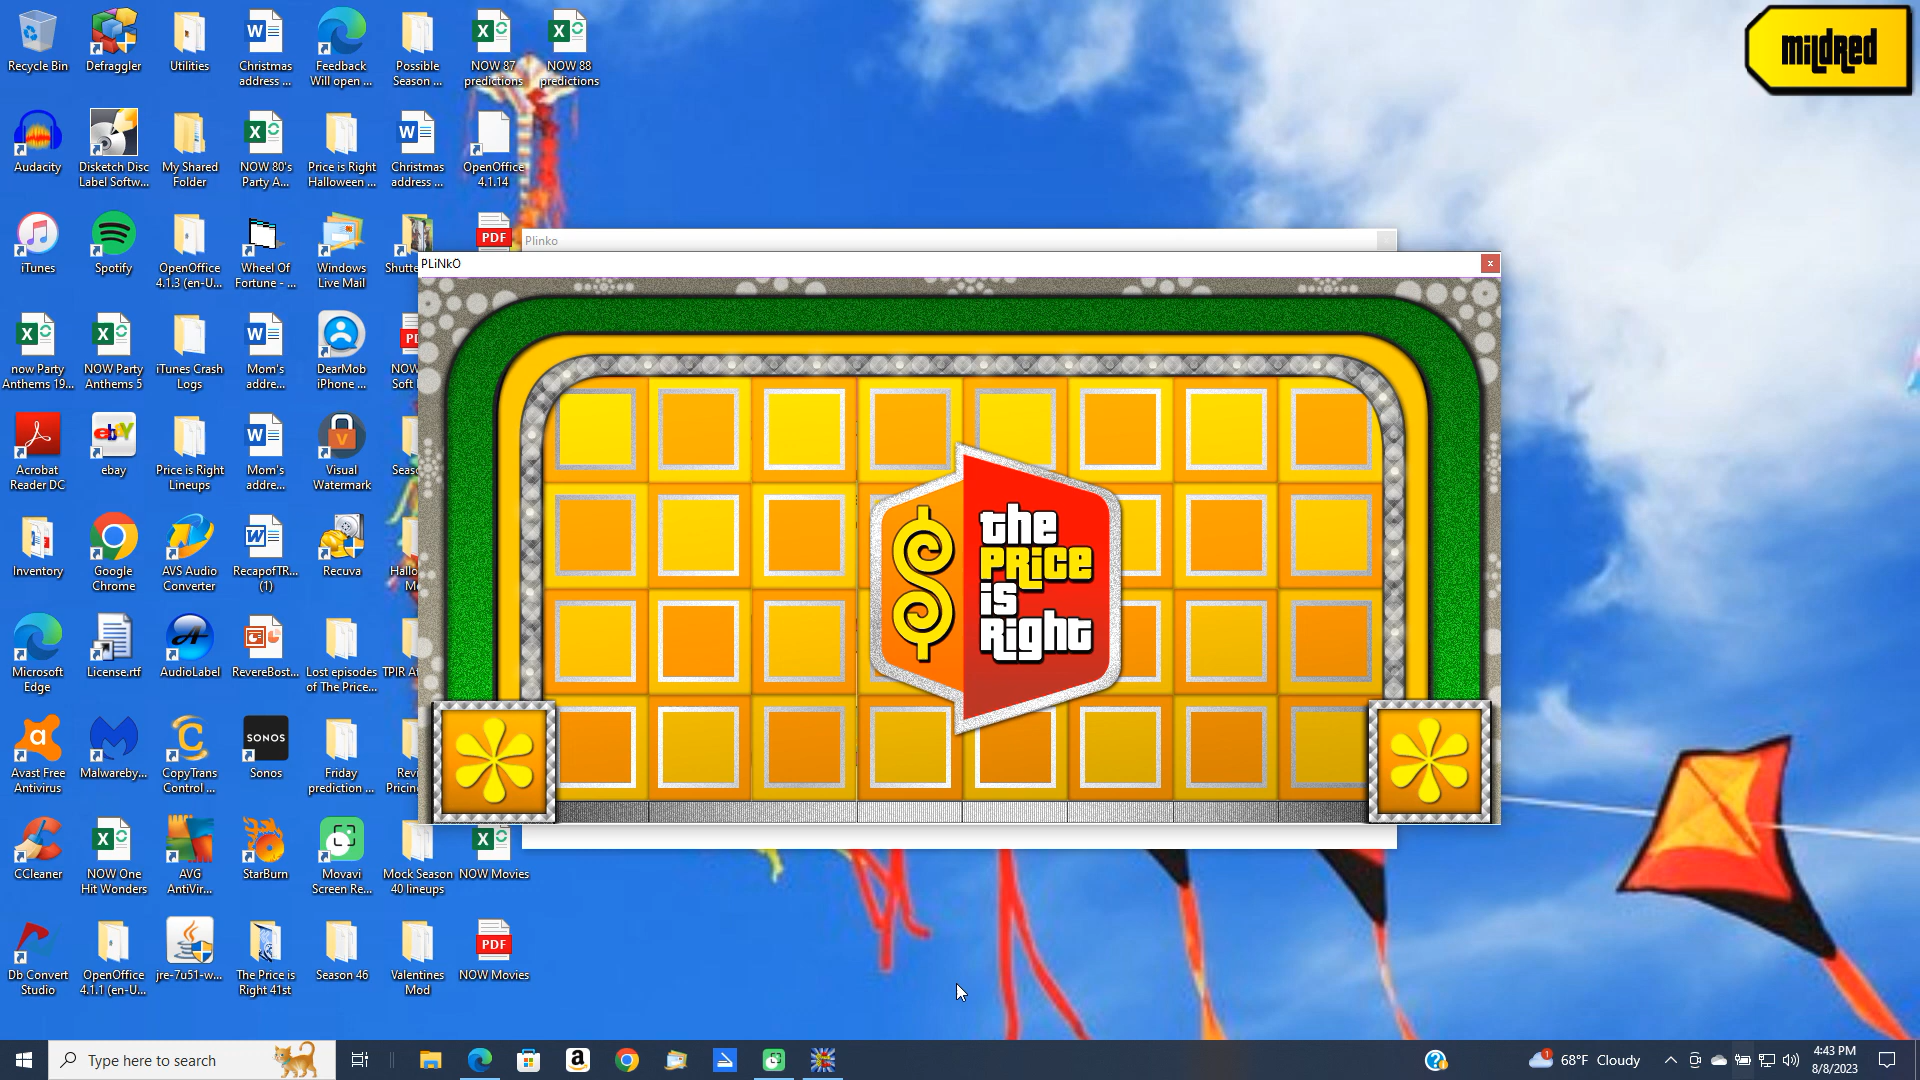 Recycle Bin
Defraggler
Utilities
Christmas
address ...
Feedback
Will open ...
Possible
Season ...
NOW 87
predictions
NOW 88
predictions
mildred
Audacity
Disketch Disc
Label Softw...
My Shared
Folder
NOW 80's
Party A...
Price is Right
Halloween ...
Christmas
address ...
OpenOffice
4.1.14
iTunes
Spotify
OpenOffice
4.1.3 (en-U...
Wheel Of
Fortune - ...
Windows
Live Mail
Shutte
PDF
Plinko
PLiNkO
x
now Party
Anthems 19...
NOW Party
Anthems 5
iTunes Crash
Logs
Mom's
addre...
DearMob
iPhone ...
NOW
Soft
Acrobat
Reader DC
ebay
Price is Right
Lineups
Mom's
addre...
Visual
Watermark
Seas
the
PRiCE
is
Right
Inventory
Google
Chrome
AVS Audio
Converter
RecapofTR...
(1)
Recuva
Hallo
M
Microsoft
Edge
License.rtf
AudioLabel
RevereBost...
Lost episodes
of The Price...
TPIR A
Avast Free
Antivirus
Malwareby...
CopyTrans
Control ...
SONOS
Sonos
Friday
prediction ...
Revi
Pricin
CCleaner
NOW One
Hit Wonders
AVG
AntiVir...
StarBurn
Movavi
Screen Re...
Mock Season
40 lineups
NOW Movies
Db Convert
Studio
OpenOffice
4.1.1 (en-U...
jre-7u51-w...
The Price is
Right 41st
Season 46
Valentines
Mod
PDF
NOW Movies
Type here to search
68°F Cloudy
4:43 PM
8/8/2023